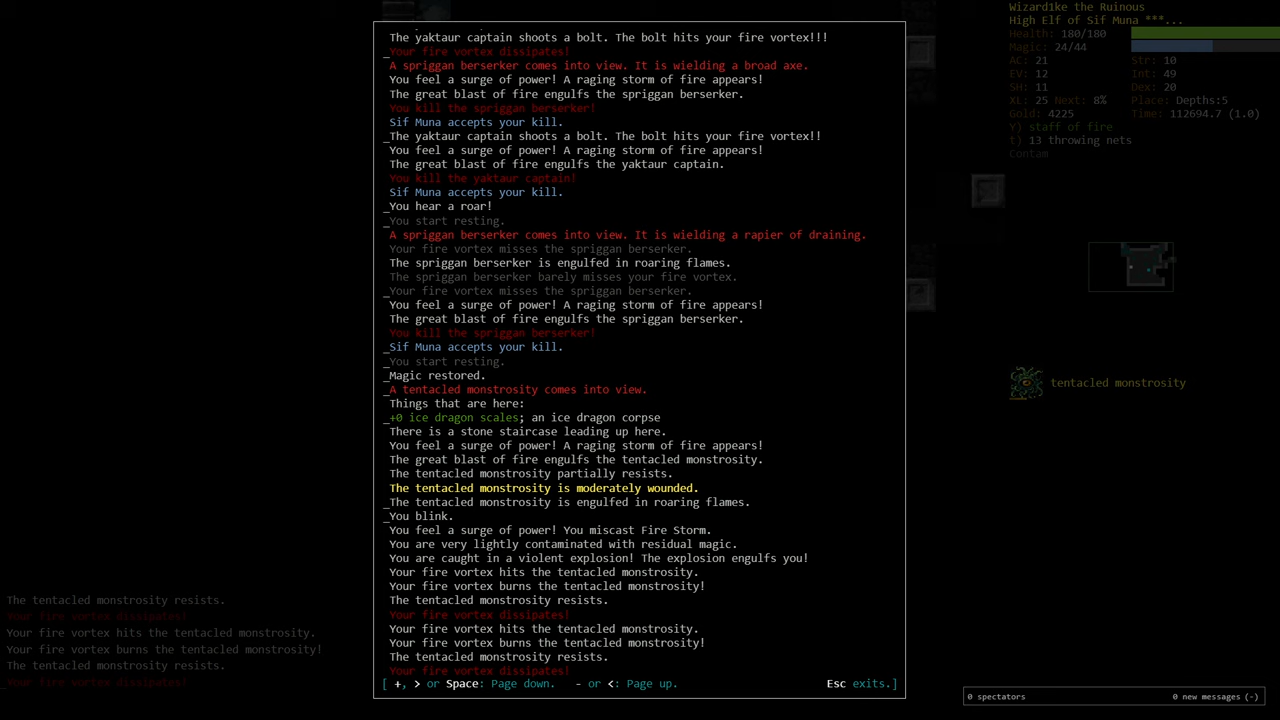 The yaktaur captain shoots a bolt. The bolt hits your fire vortex!!!
Your fire vortex dissipates!
_A spriggan berserker comes into view. It is wielding a broad axe.
You feel a surge of power! A raging storm of fire appears!
The great blast of fire engulfs the spriggan berserker.
You kill the spriggan berserker!
Sif Muna accepts your kill.
_The yaktaur captain shoots a bolt. The bolt hits your fire vortex!!
You feel a surge of power! A raging storm of fire appears!
The great blast of fire engulfs the yaktaur captain.
You kill the yaktaur captain!
Sif Muna accepts your kill.
_You hear a roar!
_You start resting.
A spriggan berserker comes into view. It is wielding a rapier of draining.
Your fire vortex misses the spriggan berserker.
The spriggan berserker is engulfed in roaring flames.
The spriggan berserker barely misses your fire vortex.
_Your fire vortex misses the spriggan berserker.
You feel a surge of power! A raging storm of fire appears!
The great blast of fire engulfs the spriggan berserker.
You kill the spriggan berserker!
_Sif Muna accepts your kill.
_You start resting.
_Magic restored.
_A tentacled monstrosity comes into view.
Things that are here:
_+0 ice dragon scales; an ice dragon corpse
There is a stone staircase leading up here.
You feel a surge of power! A raging storm of fire appears!
The great blast of fire engulfs the tentacled monstrosity.
The tentacled monstrosity partially resists.
The tentacled monstrosity is moderately wounded.
_The tentacled monstrosity is engulfed in roaring flames.
_You blink.
You feel a surge of power! You miscast Fire Storm.
You are very lightly contaminated with residual magic.
You are caught in a violent explosion! The explosion engulfs you!
Your fire vortex hits the tentacled monstrosity.
Your fire vortex burns the tentacled monstrosity!
The tentacled monstrosity resists.
Your fire vortex dissipates!
Your fire vortex hits the tentacled monstrosity.
Your fire vortex burns the tentacled monstrosity!
The tentacled monstrosity resists.
Your fire vortex dissipates!
[ +, > or Space: Page down.   - or <: Page up.   Esc exits.]
Wizard1ke the Ruinous
High Elf of Sif Muna ***...
Health: 180/180
Magic: 24/44
AC: 21 Str: 10
EV: 12 Int: 49
SH: 11 Dex: 20
XL: 25 Next: 8% Place: Depths:5
Gold: 4225 Time: 112694.7 (1.0)
Y) staff of fire
t) 13 throwing nets
Contam
tentacled monstrosity
The tentacled monstrosity resists.
Your fire vortex dissipates!
Your fire vortex hits the tentacled monstrosity.
Your fire vortex burns the tentacled monstrosity!
The tentacled monstrosity resists.
_Your fire vortex dissipates!
0 spectators 0 new messages (-)